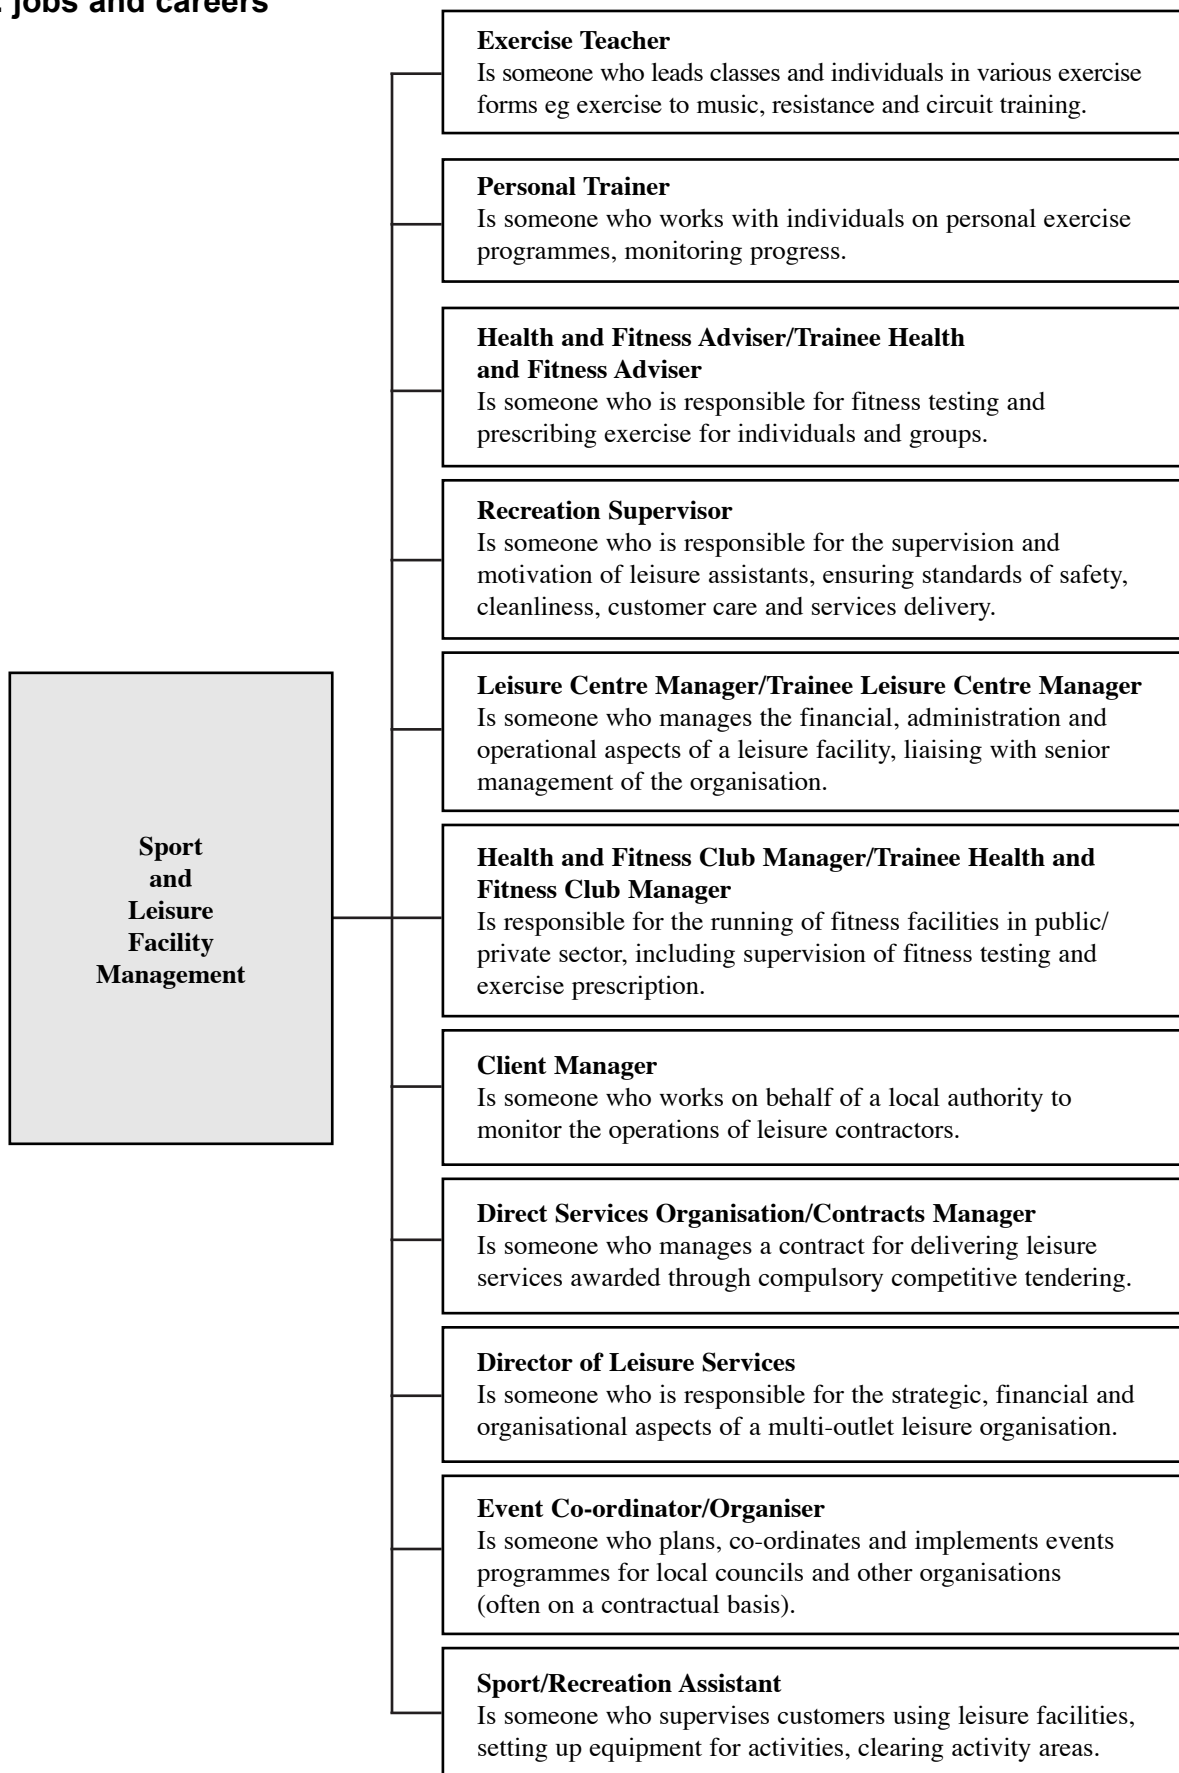 jobs and careers
Exercise Teacher
Is someone who leads classes and individuals in various exercise
forms eg exercise to music, resistance and circuit training.
Personal Trainer
Is someone who works with individuals on personal exercise
programmes, monitoring progress.
Health and Fitness Adviser/Trainee Health
and Fitness Adviser
Is someone who is responsible for fitness testing and
prescribing exercise for individuals and groups.
Recreation Supervisor
Is someone who is responsible for the supervision and
motivation of leisure assistants, ensuring standards of safety,
cleanliness, customer care and services delivery.
Leisure Centre Manager/Trainee Leisure Centre Manager
Is someone who manages the financial, administration and
operational aspects of a leisure facility, liaising with senior
management of the organisation.
Sport
and
Leisure
Facility
Management
Health and Fitness Club Manager/Trainee Health and
Fitness Club Manager
Is responsible for the running of fitness facilities in public/
private sector, including supervision of fitness testing and
exercise prescription.
Client Manager
Is someone who works on behalf of a local authority to
monitor the operations of leisure contractors.
Direct Services Organisation/Contracts Manager
Is someone who manages a contract for delivering leisure
services awarded through compulsory competitive tendering.
Director of Leisure Services
Is someone who is responsible for the strategic, financial and
organisational aspects of a multi-outlet leisure organisation.
Event Co-ordinator/Organiser
Is someone who plans, co-ordinates and implements events
programmes for local councils and other organisations
(often on a contractual basis).
Sport/Recreation Assistant
Is someone who supervises customers using leisure facilities,
setting up equipment for activities, clearing activity areas.